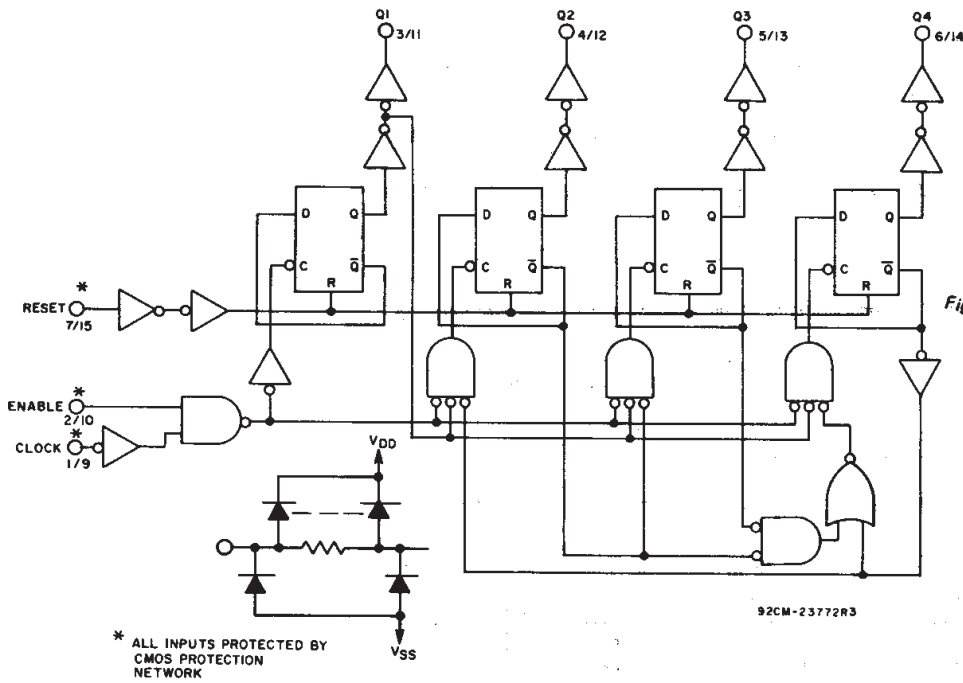 Q1
3/11
Q2
4/12
Q3
5/13
Q4
6/14
D Q
C Q̅
R
D Q
C Q̅
R
D Q
C Q̅
R
D Q
C Q̅
R
*
RESET
7/15
*
ENABLE
2/10
*
CLOCK
1/9
VDD
VSS
* ALL INPUTS PROTECTED BY
CMOS PROTECTION
NETWORK
92CM-23772R3